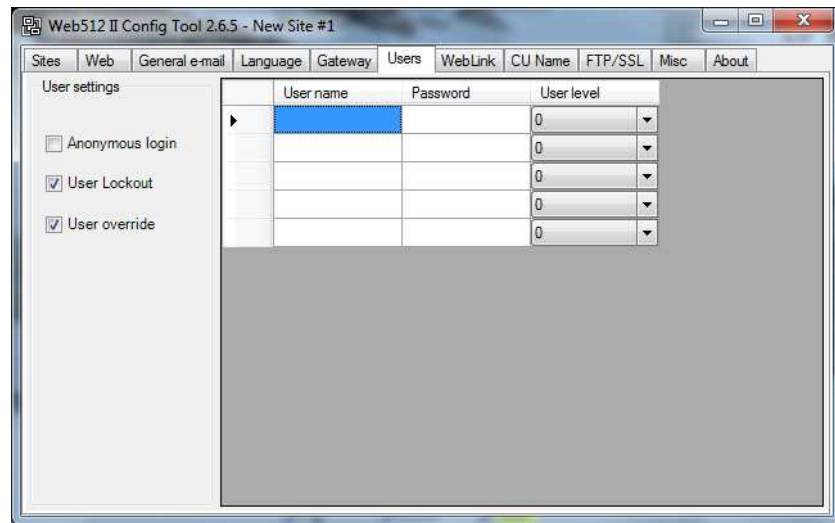 Web512 II Config Tool 2.6.5 - New Site #1
Sites Web General e-mail Language Gateway Users WebLink CU Name FTP/SSL Misc About
User settings
Anonymous login
User Lockout
User override
User name Password User level
0
0
0
0
0